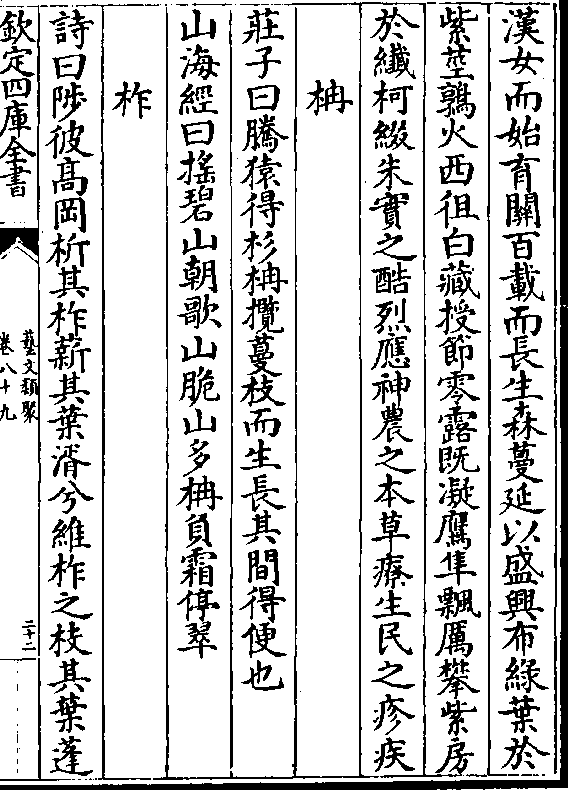 漢女而始育關百載而長生森蔓延以盛興布綠葉於
紫莖鶉火西徂白藏授節零露既凝鷹隼飄厲攀紫房
於纖柯綴朱實之酷烈應神農之本草療生民之疹疾
柟
莊子曰騰猿得杉柟攬蔓枝而生長其間得便也
山海經曰搖碧山朝歌山脆山多柟負霜停翠
柞
詩曰陟彼髙岡析其柞薪其葉湑兮維柞之枝其葉蓬
欽定四庫全書
藝文類聚
卷八十九
二十二